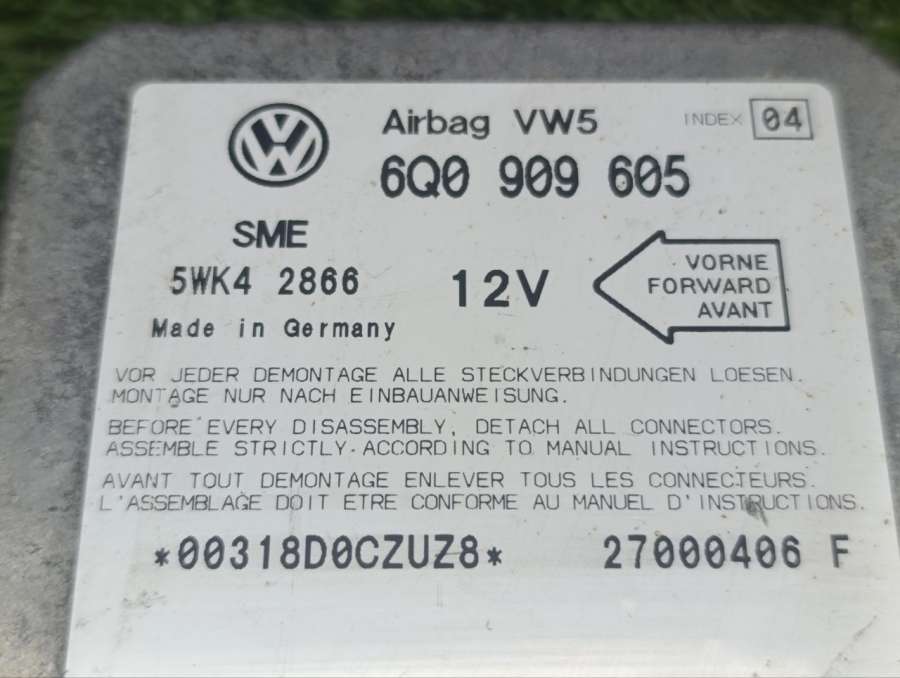 Airbag VW5 INDEX 04
6Q0 909 605
SME
5WK4 2866
12V
VORNE
FORWARD
AVANT
Made in Germany
VOR JEDER DEMONTAGE ALLE STECKVERBINDUNGEN LOESEN.
MONTAGE NUR NACH EINBAUANWEISUNG.
BEFORE EVERY DISASSEMBLY, DETACH ALL CONNECTORS.
ASSEMBLE STRICTLY ACCORDING TO MANUAL INSTRUCTIONS.
AVANT TOUT DEMONTAGE ENLEVER TOUS LES CONNECTEURS.
L'ASSEMBLAGE DOIT ETRE CONFORME AU MANUEL D'INSTRUCTIONS.
*00318D0CZUZ8* 27000406 F